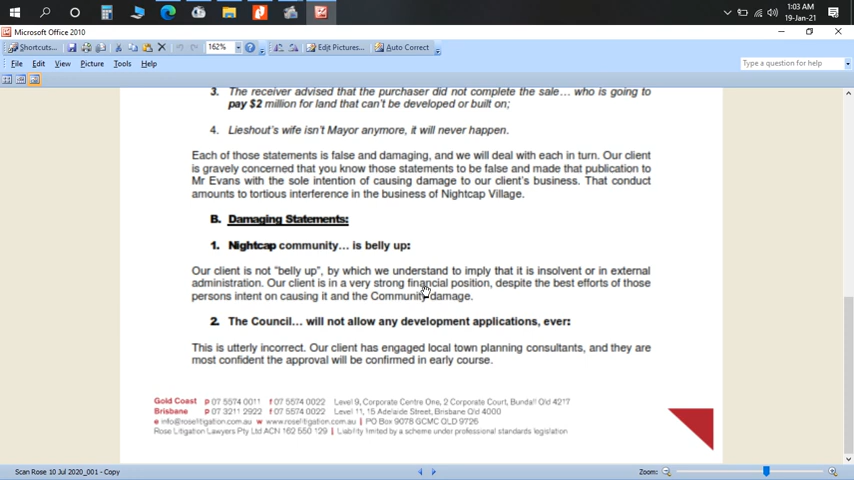 1:03 AM
19-Jan-21
Microsoft Office 2010
Shortcuts...
162%
Edit Pictures...
Auto Correct
File Edit View Picture Tools Help
Type a question for help
3. The receiver advised that the purchaser did not complete the sale… who is going to
pay $2 million for land that can't be developed or built on;
4. Lieshout's wife isn't Mayor anymore, it will never happen.
Each of those statements is false and damaging, and we will deal with each in turn. Our client
is gravely concerned that you know those statements to be false and made that publication to
Mr Evans with the sole intention of causing damage to our client's business. That conduct
amounts to tortious interference in the business of Nightcap Village.
B. Damaging Statements:
1. Nightcap community… is belly up:
Our client is not "belly up", by which we understand to imply that it is insolvent or in external
administration. Our client is in a very strong financial position, despite the best efforts of those
persons intent on causing it and the Community damage.
2. The Council… will not allow any development applications, ever:
This is utterly incorrect. Our client has engaged local town planning consultants, and they are
most confident the approval will be confirmed in early course.
Gold Coast p 07 5574 0011 f 07 5574 0022 Level 9, Corporate Centre One, 2 Corporate Court, Bundall Old 4217
Brisbane p 07 3211 2922 f 07 5574 0022 Level 11, 15 Adelaide Street, Brisbane Old 4000
e info@roselitigation.com.au w www.roselitigation.com.au | PO Box 9078 GCMC OLD 9726
Rose Litigation Lawyers Pty Ltd ACN 162 550 129 | Liability limited by a scheme under professional standards legislation
Scan Rose 10 Jul 2020_001 - Copy
Zoom: